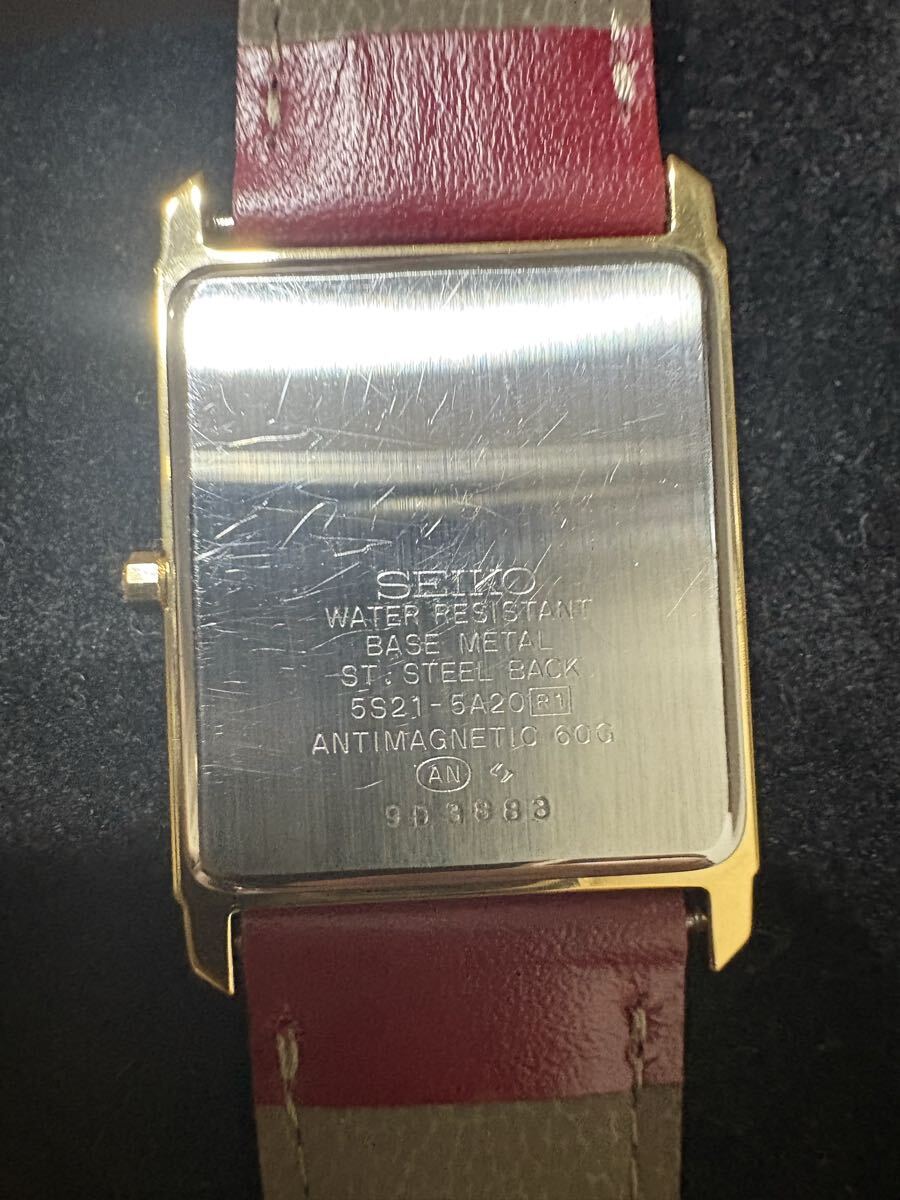 SEIKO
WATER RESISTANT
BASE METAL
ST. STEEL BACK
5S21-5A20 R1
ANTIMAGNETIC 60G
AN
9D3883